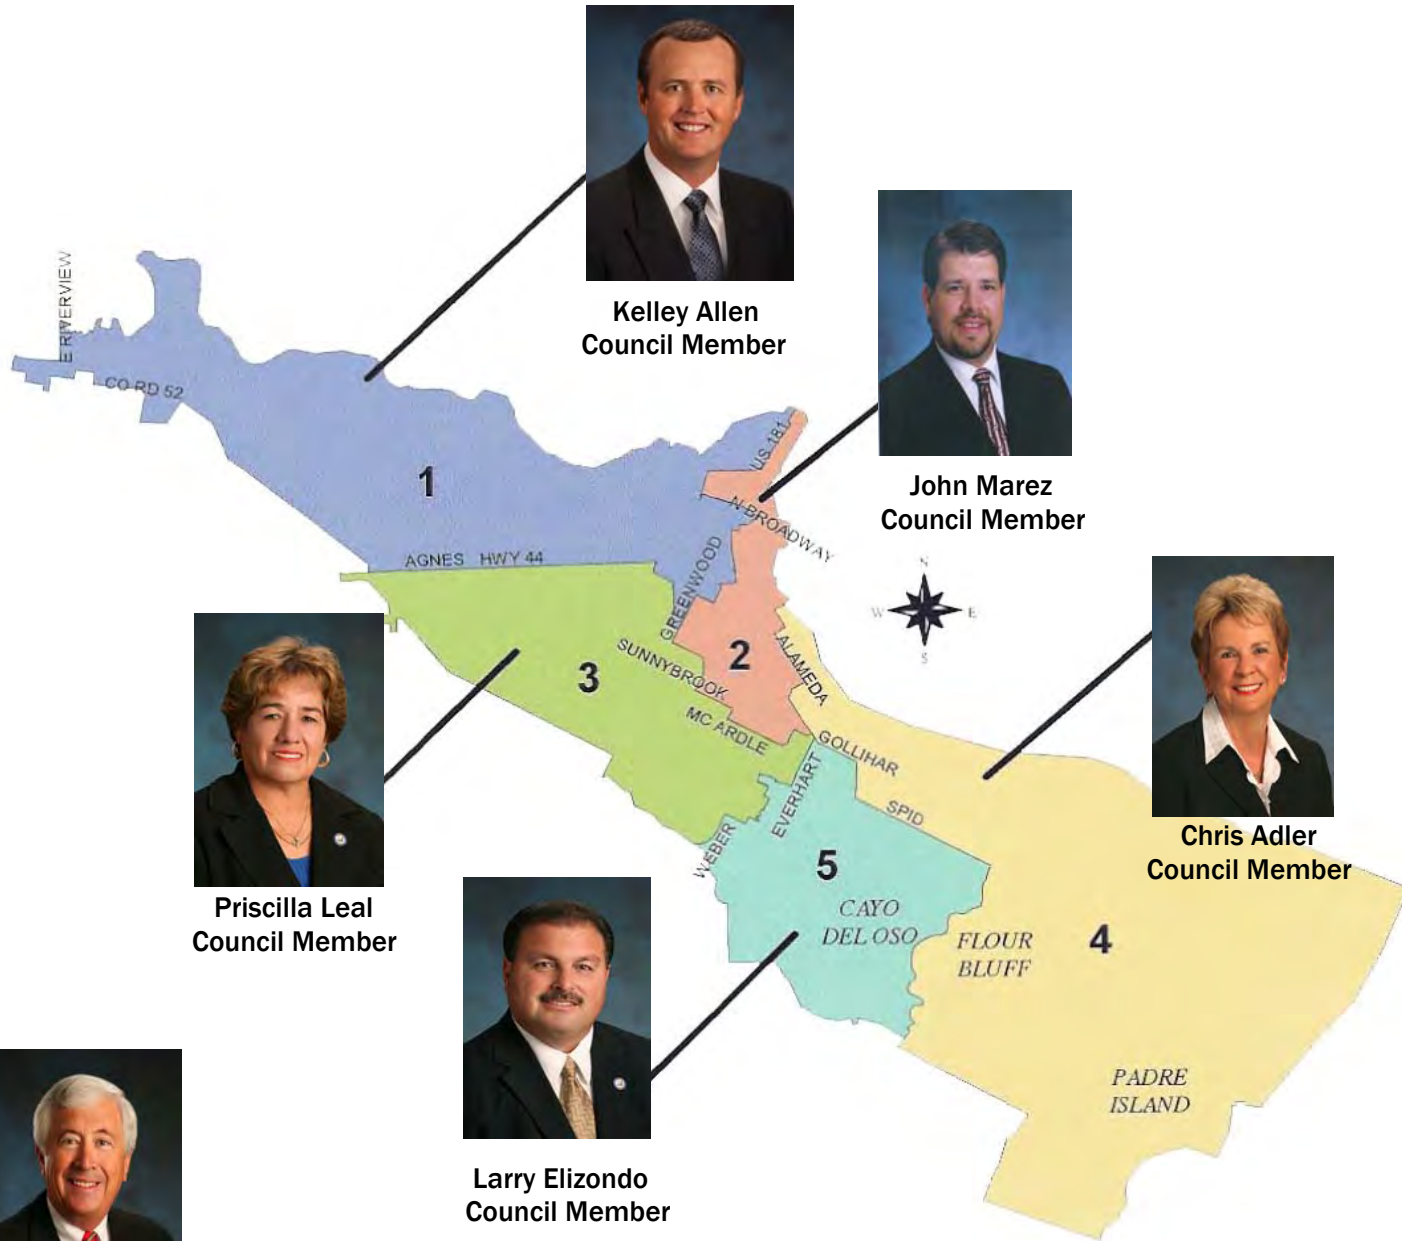 Kelley Allen
Council Member
John Marez
Council Member
E RIVERVIEW
CO RD 52
US 181
1
N BROADWAY
AGNES HWY 44
GREENWOOD
N
W
E
S
SUNNYBROOK
2
ALAMEDA
3
MC ARDLE
GOLLIHAR
EVERHART
SPID
WEBER
Chris Adler
Council Member
5
CAYO
DEL OSO
FLOUR
BLUFF
4
Priscilla Leal
Council Member
PADRE
ISLAND
Larry Elizondo
Council Member